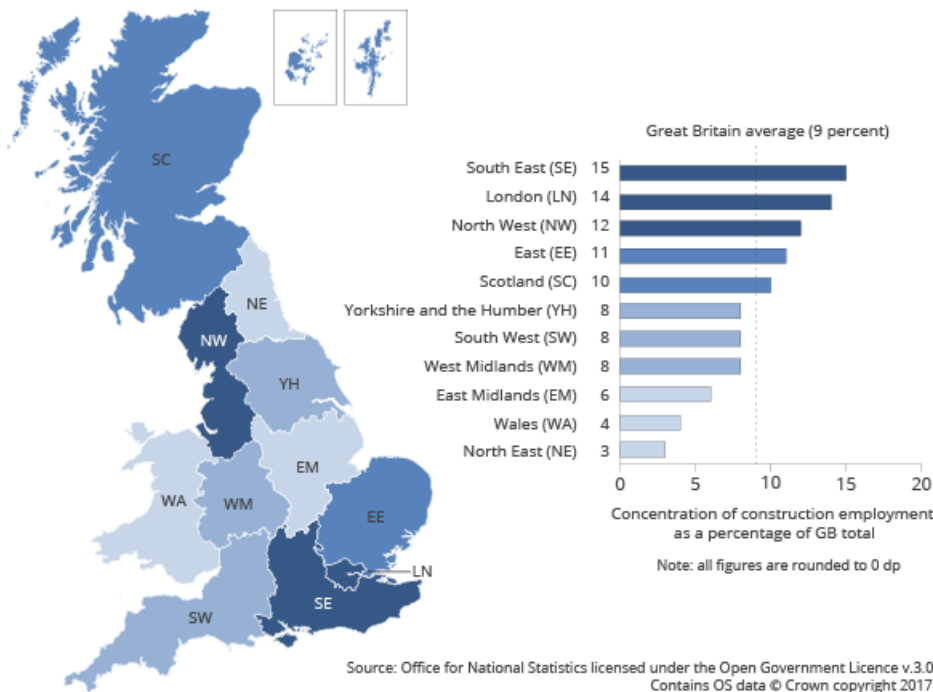 SC
NE
NW
YH
EM
WA
WM
EE
LN
SE
SW
Great Britain average (9 percent)
South East (SE) 15
London (LN) 14
North West (NW) 12
East (EE) 11
Scotland (SC) 10
Yorkshire and the Humber (YH) 8
South West (SW) 8
West Midlands (WM) 8
East Midlands (EM) 6
Wales (WA) 4
North East (NE) 3
0 5 10 15 20
Concentration of construction employment
as a percentage of GB total
Note: all figures are rounded to 0 dp
Source: Office for National Statistics licensed under the Open Government Licence v.3.0
Contains OS data © Crown copyright 2017